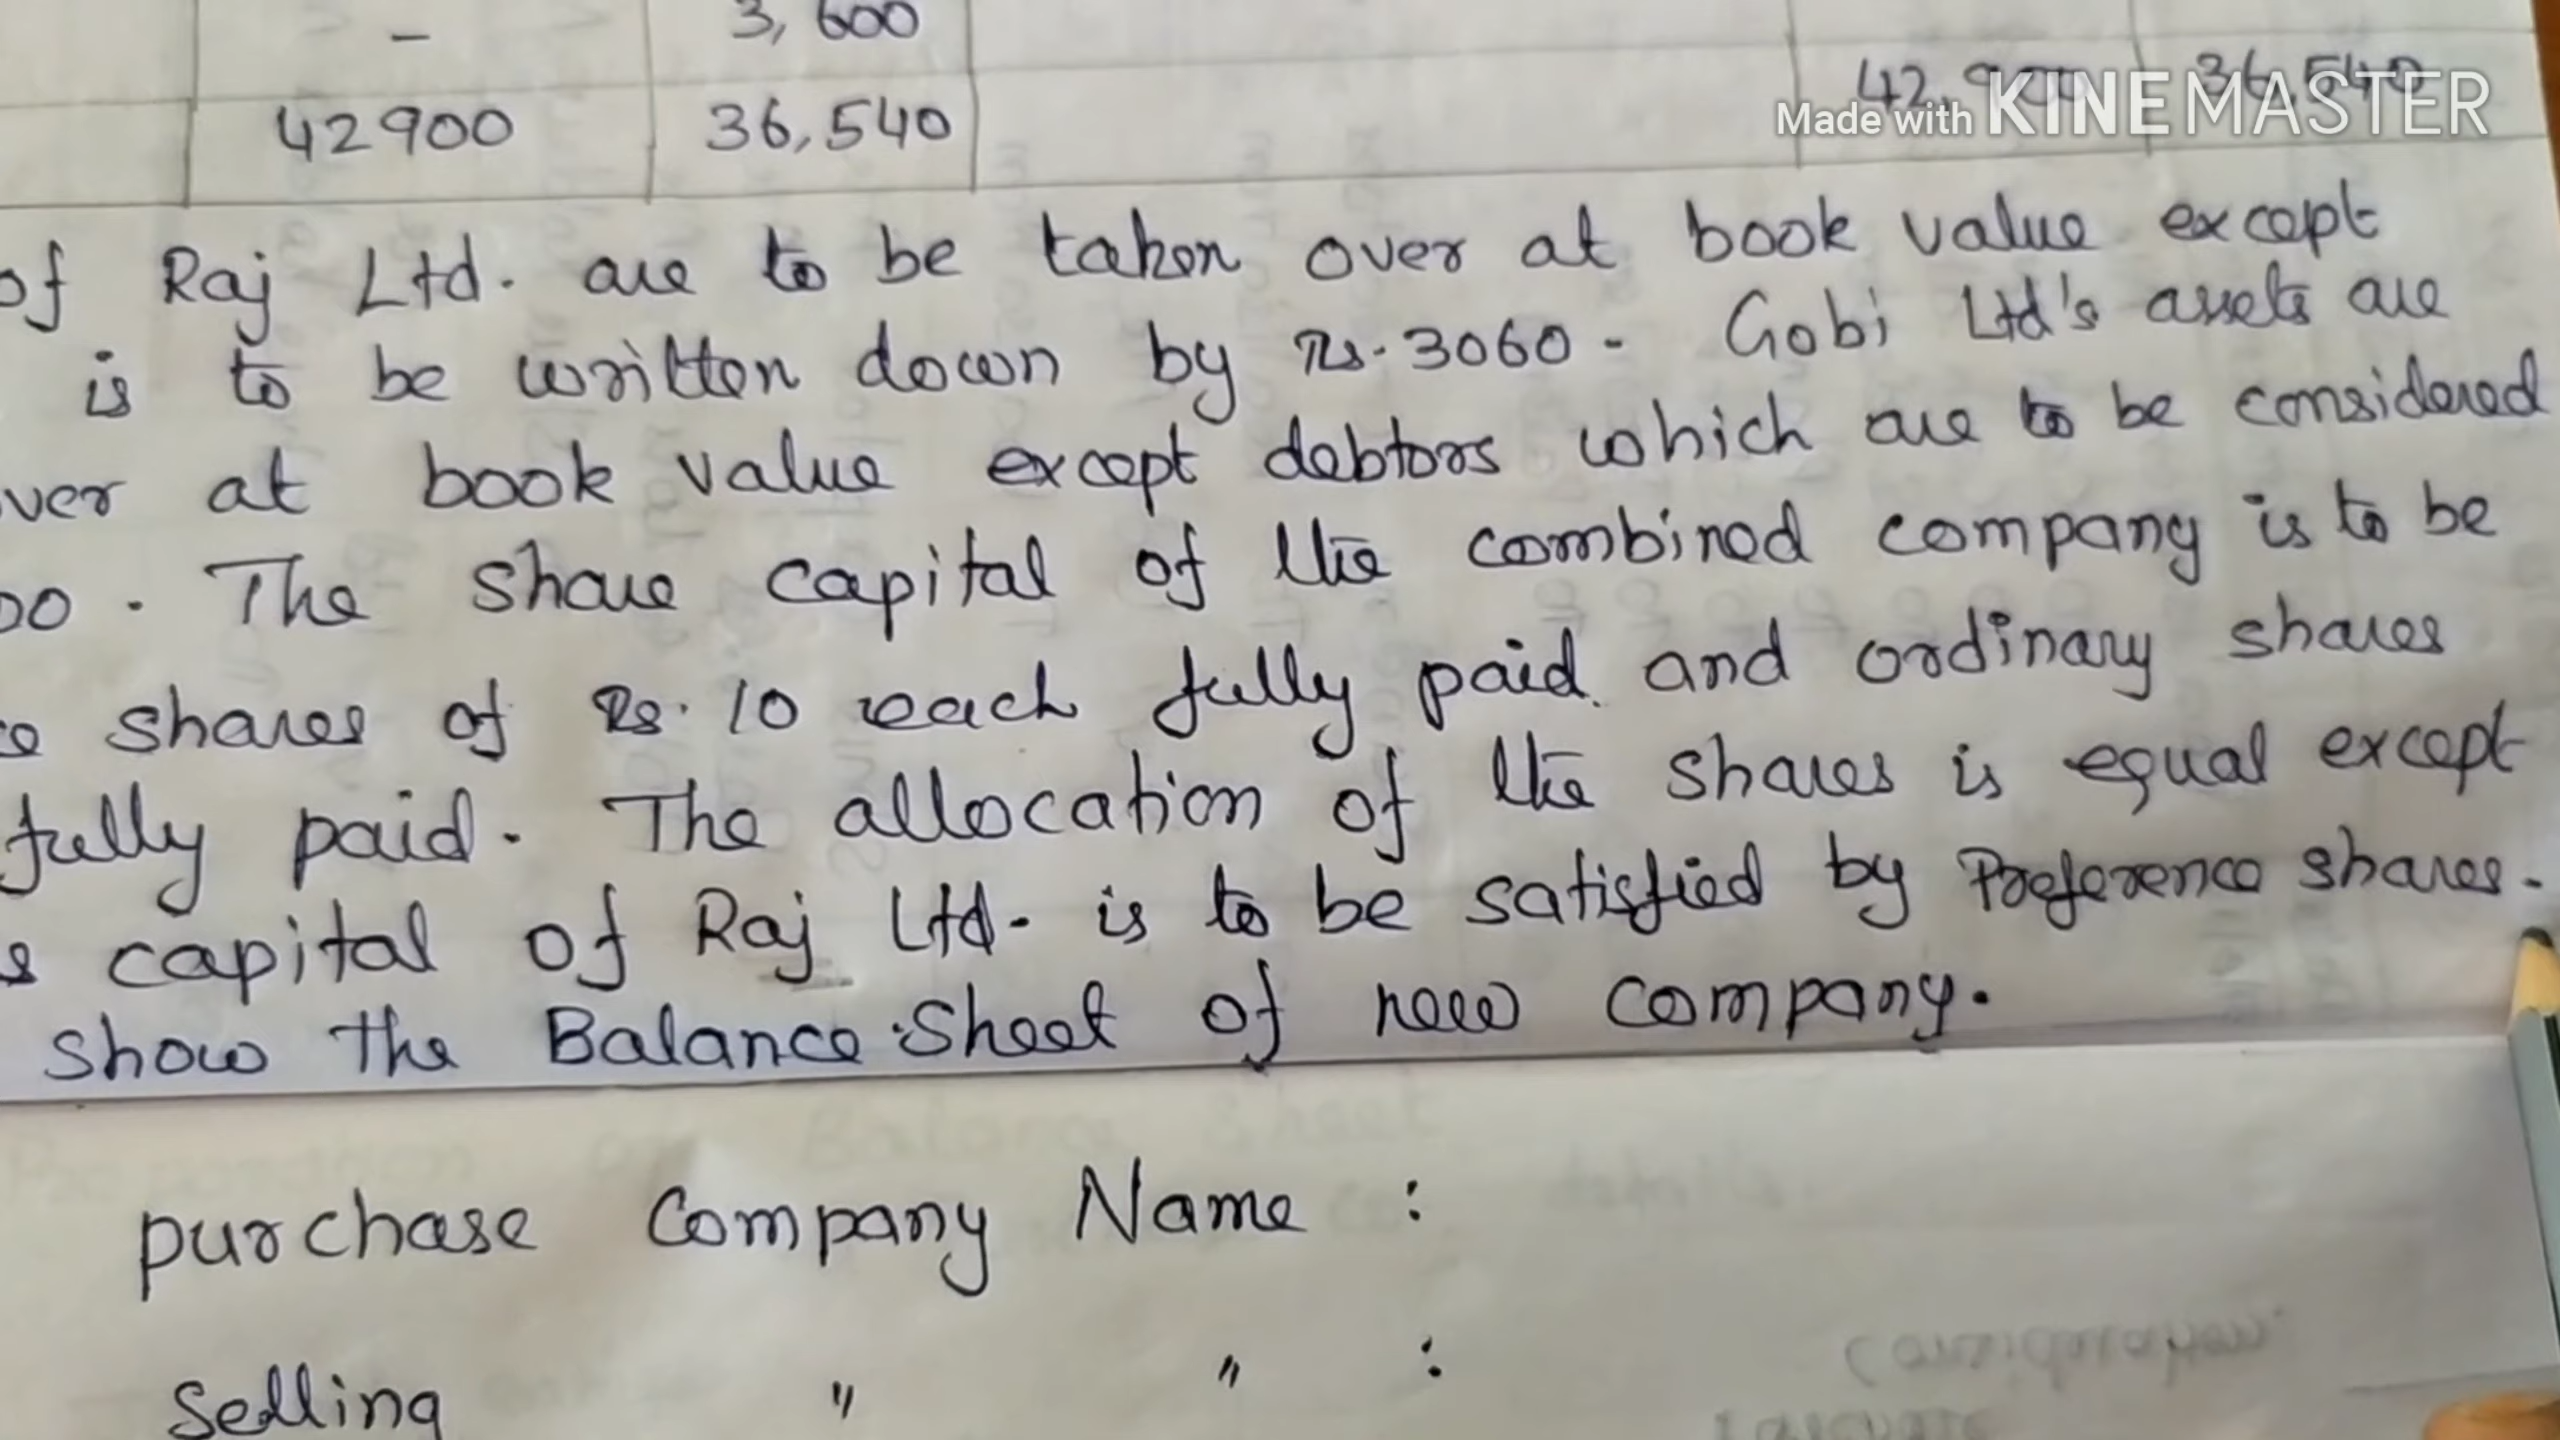 - 3,600
42900 36,540 42,900 36,540
Made with KINEMASTER
of Raj Ltd. are to be taken over at book value except
is to be written down by Rs. 3060. Gobi Ltd's assets are
ver at book value except debtors which are to be considered
00. The share capital of the combined company is to be
ce shares of Rs. 10 each fully paid and ordinary shares
fully paid. The allocation of the shares is equal except
s capital of Raj Ltd. is to be satisfied by Preference shares.
show the Balance Sheet of new company.
purchase Company Name :
Selling " " :